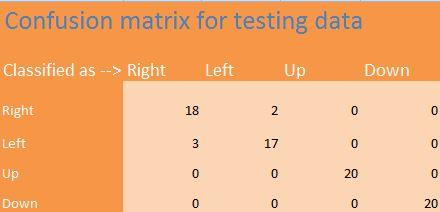 Confusion matrix for testing data
Classified as --> Right Left Up Down
Right 18 2 0 0
Left 3 17 0 0
Up 0 0 20 0
Down 0 0 0 20